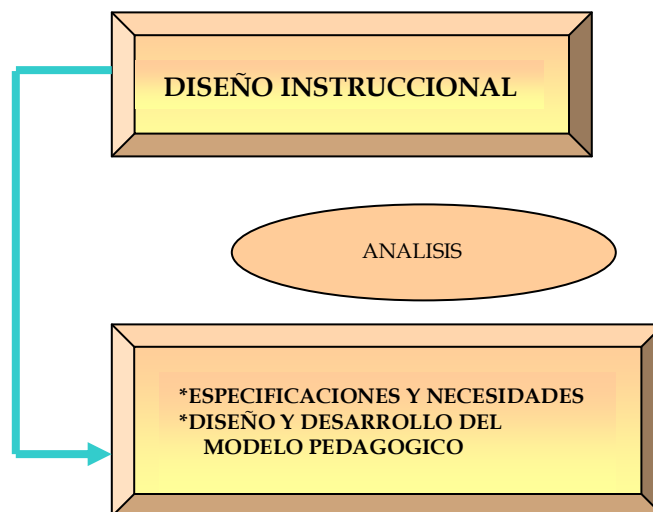 DISEÑO INSTRUCCIONAL
ANALISIS
*ESPECIFICACIONES Y NECESIDADES
*DISEÑO Y DESARROLLO DEL
MODELO PEDAGOGICO